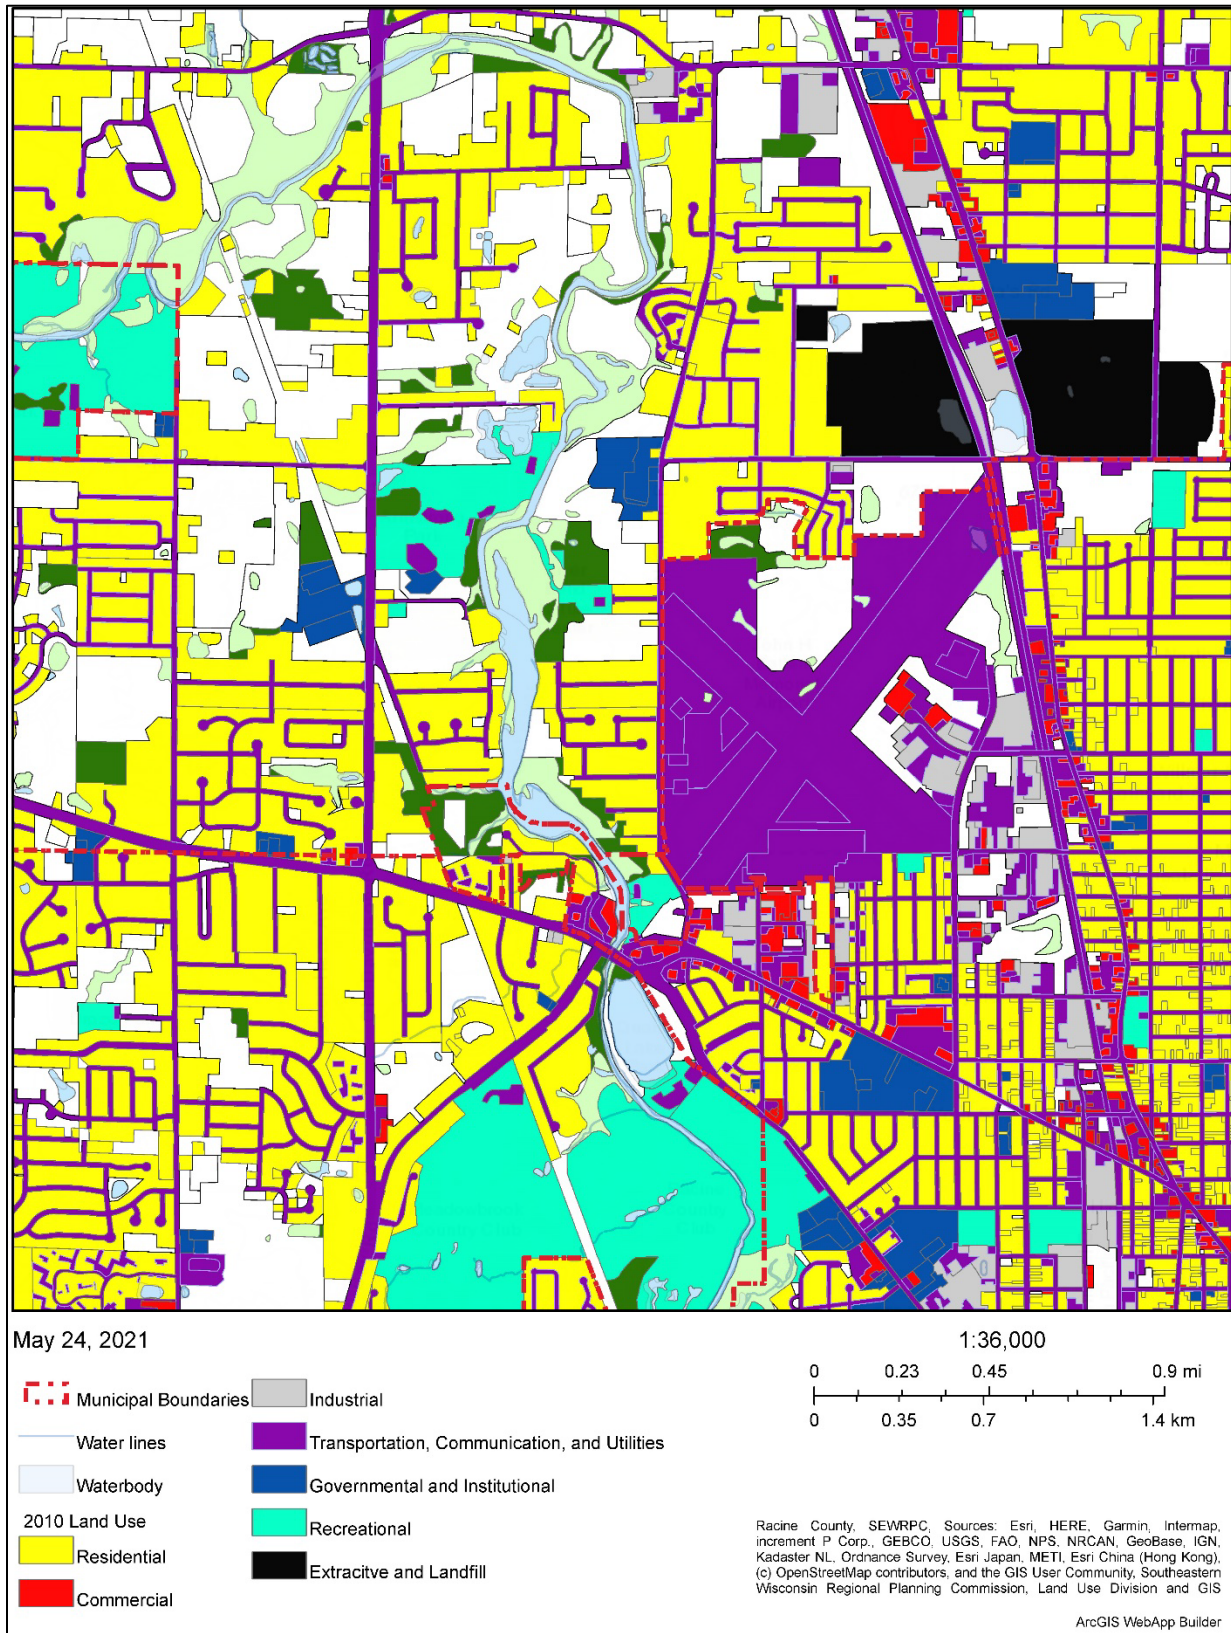 May 24, 2021
1:36,000
0 0.23 0.45 0.9 mi
0 0.35 0.7 1.4 km
Municipal Boundaries
Water lines
Waterbody
2010 Land Use
Residential
Commercial
Industrial
Transportation, Communication, and Utilities
Governmental and Institutional
Recreational
Extracitve and Landfill
Racine County, SEWRPC, Sources: Esri, HERE, Garmin, Intermap,
increment P Corp., GEBCO, USGS, FAO, NPS, NRCAN, GeoBase, IGN,
Kadaster NL, Ordnance Survey, Esri Japan, METI, Esri China (Hong Kong),
(c) OpenStreetMap contributors, and the GIS User Community, Southeastern
Wisconsin Regional Planning Commission, Land Use Division and GIS
ArcGIS WebApp Builder